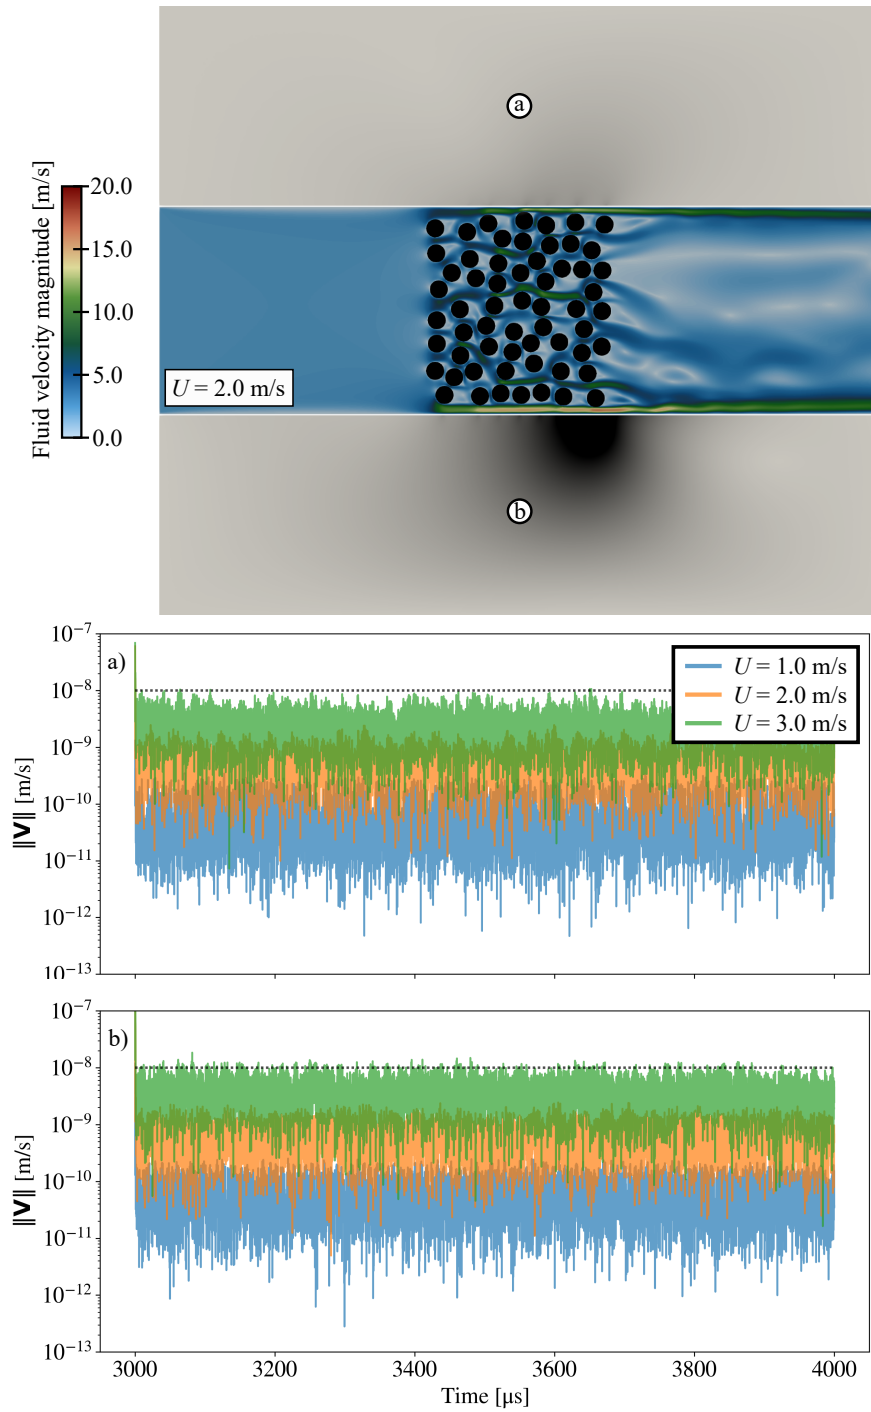 a
Fluid velocity magnitude [m/s]
20.0
15.0
10.0
5.0
0.0
U = 2.0 m/s
b
a)
10⁻⁷
10⁻⁸
10⁻⁹
10⁻¹⁰
10⁻¹¹
10⁻¹²
10⁻¹³
‖V‖ [m/s]
U = 1.0 m/s
U = 2.0 m/s
U = 3.0 m/s
b)
10⁻⁷
10⁻⁸
10⁻⁹
10⁻¹⁰
10⁻¹¹
10⁻¹²
10⁻¹³
‖V‖ [m/s]
3000 3200 3400 3600 3800 4000
Time [μs]